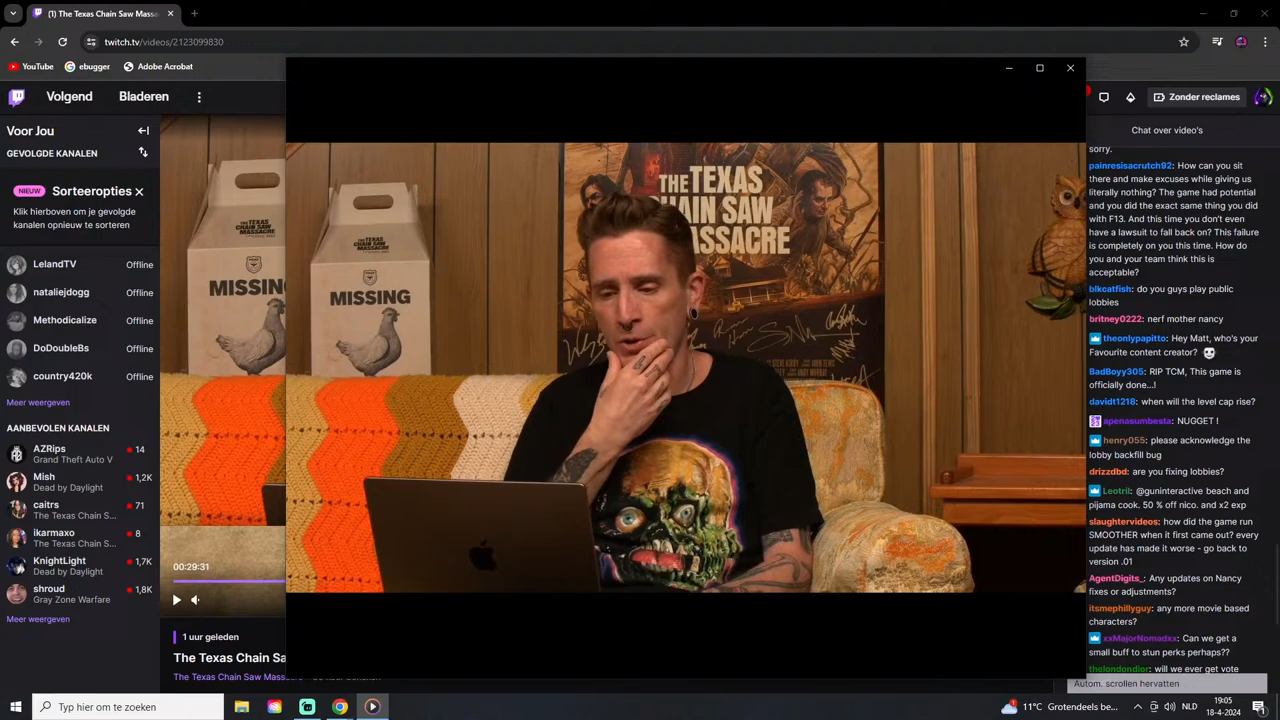 (1) The Texas Chain Saw Massa
twitch.tv/videos/2123099830
YouTube
ebugger
Adobe Acrobat
Volgend
Bladeren
Zonder reclames
Voor Jou
GEVOLGDE KANALEN
NIEUW
Sorteeropties
Klik hierboven om je gevolgde
kanalen opnieuw te sorteren
LelandTV
Offline
nataliejdogg
Offline
Methodicalize
Offline
DoDoubleBs
Offline
country420k
Offline
Meer weergeven
AANBEVOLEN KANALEN
AZRips
14
Grand Theft Auto V
Mish
1,2K
Dead by Daylight
caitrs
71
The Texas Chain S...
ikarmaxo
8
The Texas Chain S...
KnightLight
1,7K
Dead by Daylight
shroud
1,8K
Gray Zone Warfare
Meer weergeven
THE TEXAS
CHAIN SAW
MASSACRE
MISSIN
THE TEXAS
CHAIN SAW
MASSACRE
MISSING
THE TEXAS
CHAIN SAW
MASSACRE
00:29:31
1 uur geleden
The Texas Chain Sa
The Texas Chain Saw Mass
Chat over video's
sorry.
painresisacrutch92: How can you sit
there and make excuses while giving us
literally nothing? The game had potential
and you did the exact same thing you did
with F13. And this time you don't even
have a lawsuit to fall back on? This failure
is completely on you this time. How do
you and your team think this is
acceptable?
blkcatfish: do you guys play public
lobbies
britney0222: nerf mother nancy
theonlypapitto: Hey Matt, who's your
Favourite content creator?
BadBoyy305: RIP TCM, This game is
officially done...!
davidt1218: when will the level cap rise?
apenasumbesta: NUGGET !
henry055: please acknowledge the
lobby backfill bug
drizzdbd: are you fixing lobbies?
Leotril: @guninteractive beach and
pijama cook. 50 % off nico. and x2 exp
slaughtervideos: how did the game run
SMOOTHER when it first came out? every
update has made it worse - go back to
version .01
AgentDigits_: Any updates on Nancy
fixes or adjustments?
itsmephillyguy: any more movie based
characters?
xxMajorNomadxx: Can we get a
small buff to stun perks perhaps??
thelondondior: will we ever get vote
Autom. scrollen hervatten
Typ hier om te zoeken
11°C Grotendeels be...
NLD
19:05
18-4-2024